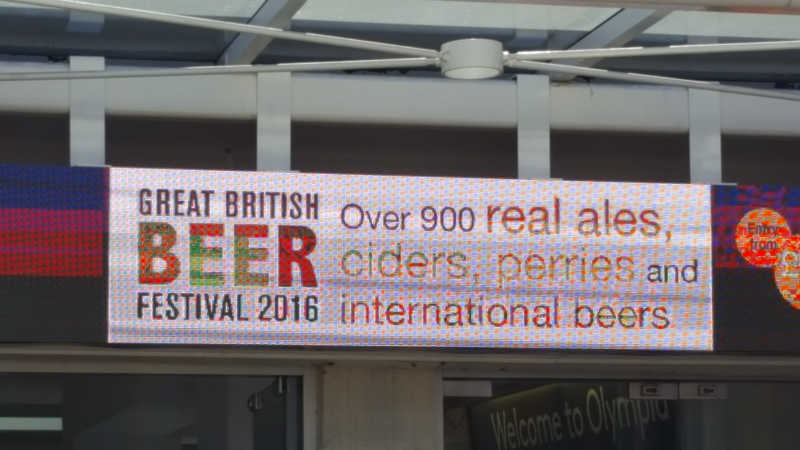 GREAT BRITISH
BEER
FESTIVAL 2016
Over 900 real ales,
ciders, perries and
international beers
Entry
from
Welcome to Olympia